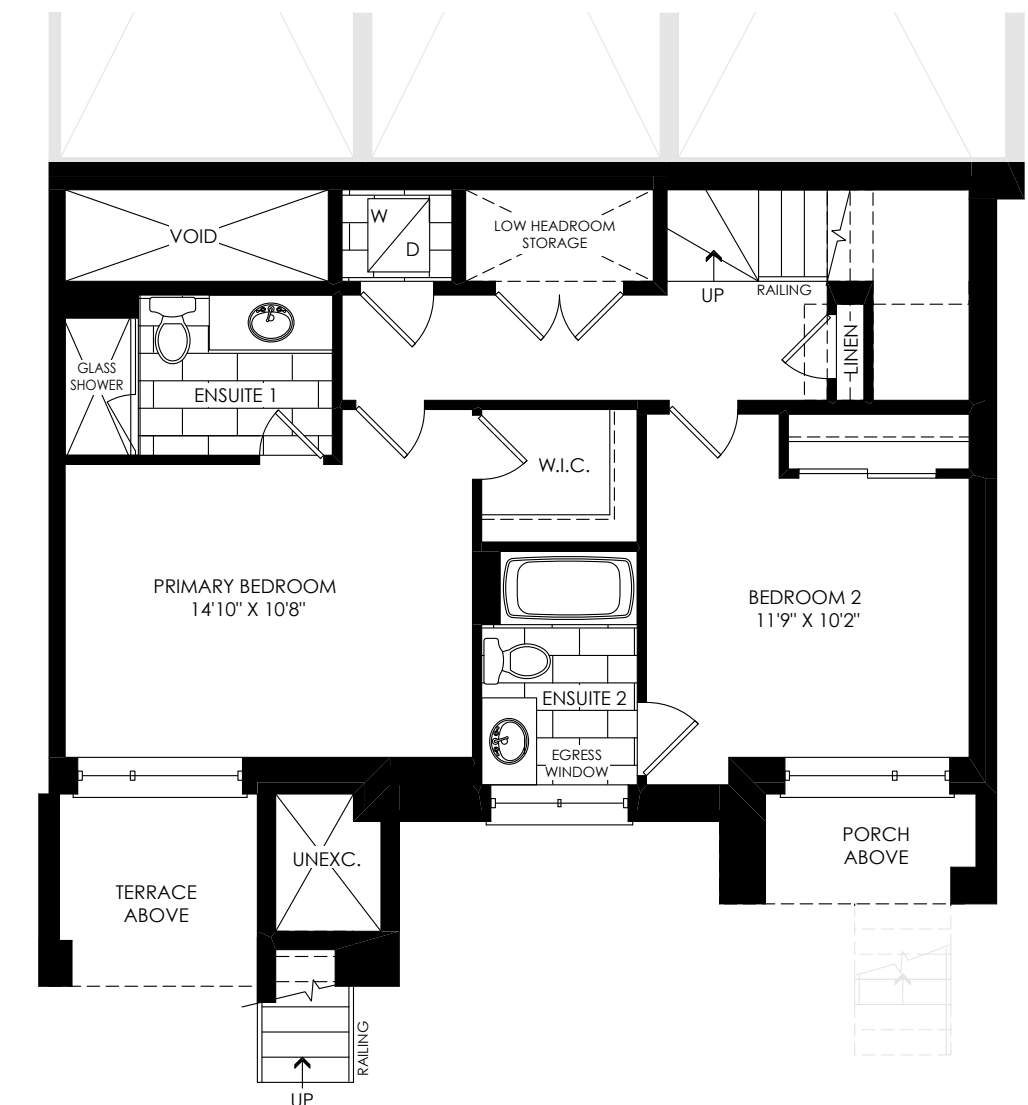 VOID
W
D
LOW HEADROOM
STORAGE
UP
RAILING
LINEN
GLASS
SHOWER
ENSUITE 1
W.I.C.
PRIMARY BEDROOM
14'10" X 10'8"
BEDROOM 2
11'9" X 10'2"
ENSUITE 2
EGRESS
WINDOW
UNEXC.
PORCH
ABOVE
TERRACE
ABOVE
RAILING
UP